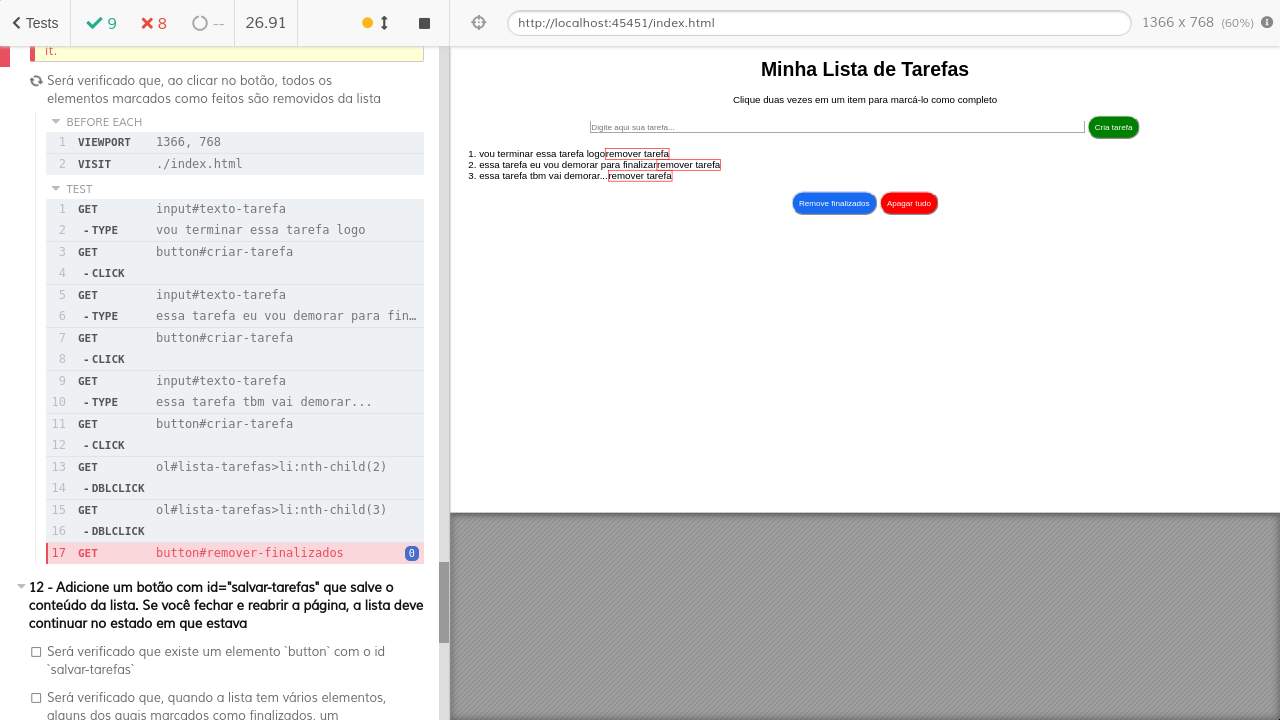 Tests 9 8 -- 26.91
http://localhost:45451/index.html 1366 x 768 (60%)
it.
Será verificado que, ao clicar no botão, todos os
elementos marcados como feitos são removidos da lista
BEFORE EACH
1 VIEWPORT 1366, 768
2 VISIT ./index.html
TEST
1 GET input#texto-tarefa
2 - TYPE vou terminar essa tarefa logo
3 GET button#criar-tarefa
4 - CLICK
5 GET input#texto-tarefa
6 - TYPE essa tarefa eu vou demorar para fin…
7 GET button#criar-tarefa
8 - CLICK
9 GET input#texto-tarefa
10 - TYPE essa tarefa tbm vai demorar...
11 GET button#criar-tarefa
12 - CLICK
13 GET ol#lista-tarefas>li:nth-child(2)
14 - DBLCLICK
15 GET ol#lista-tarefas>li:nth-child(3)
16 - DBLCLICK
17 GET button#remover-finalizados 0
12 - Adicione um botão com id="salvar-tarefas" que salve o
conteúdo da lista. Se você fechar e reabrir a página, a lista deve
continuar no estado em que estava
Será verificado que existe um elemento `button` com o id
`salvar-tarefas`
Será verificado que, quando a lista tem vários elementos,
alguns dos quais marcados como finalizados, um
Minha Lista de Tarefas
Clique duas vezes em um item para marcá-lo como completo
Digite aqui sua tarefa... Cria tarefa
1. vou terminar essa tarefa logoremover tarefa
2. essa tarefa eu vou demorar para finalizarremover tarefa
3. essa tarefa tbm vai demorar...remover tarefa
Remove finalizados Apagar tudo